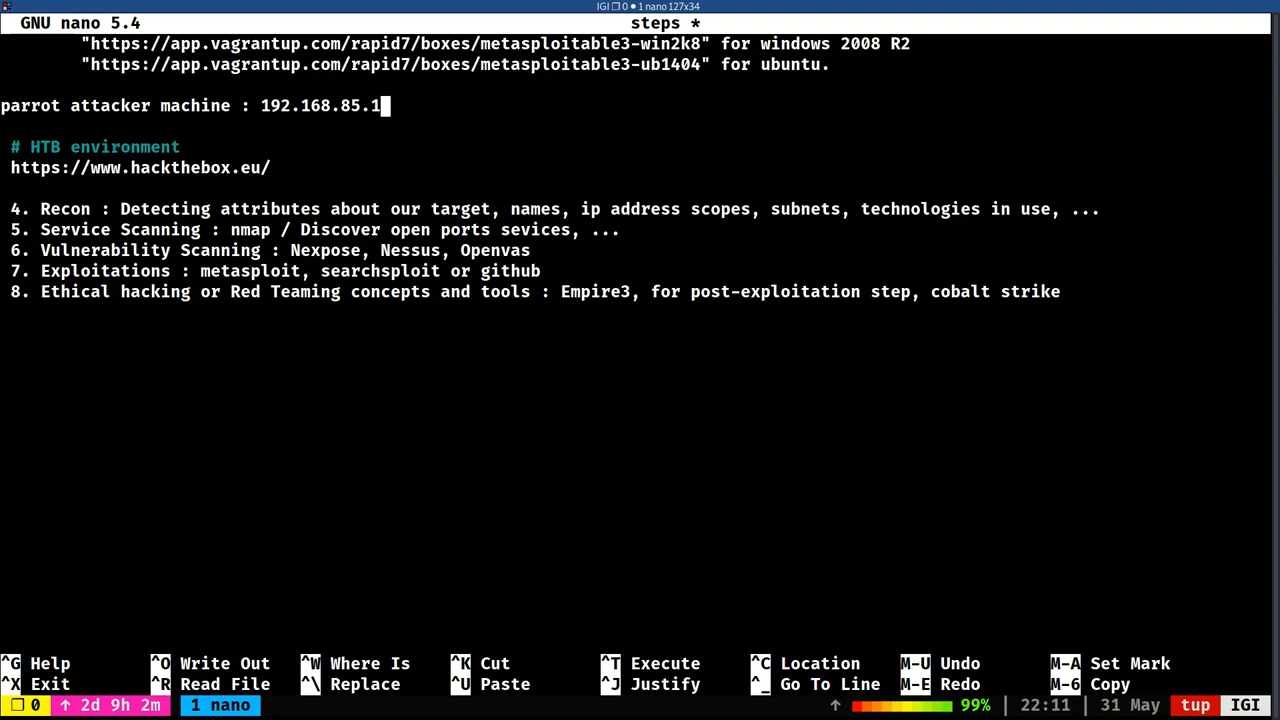 IGI ❐ 0 ● 1 nano 127x34
GNU nano 5.4 steps *
"https://app.vagrantup.com/rapid7/boxes/metasploitable3-win2k8" for windows 2008 R2
"https://app.vagrantup.com/rapid7/boxes/metasploitable3-ub1404" for ubuntu.
parrot attacker machine : 192.168.85.1
# HTB environment
https://www.hackthebox.eu/
4. Recon : Detecting attributes about our target, names, ip address scopes, subnets, technologies in use, ...
5. Service Scanning : nmap / Discover open ports sevices, ...
6. Vulnerability Scanning : Nexpose, Nessus, Openvas
7. Exploitations : metasploit, searchsploit or github
8. Ethical hacking or Red Teaming concepts and tools : Empire3, for post-exploitation step, cobalt strike
^G Help ^O Write Out ^W Where Is ^K Cut ^T Execute ^C Location M-U Undo M-A Set Mark
^X Exit ^R Read File ^\ Replace ^U Paste ^J Justify ^_ Go To Line M-E Redo M-6 Copy
❐ 0 ↑ 2d 9h 2m 1 nano ↑ 99% | 22:11 | 31 May tup IGI